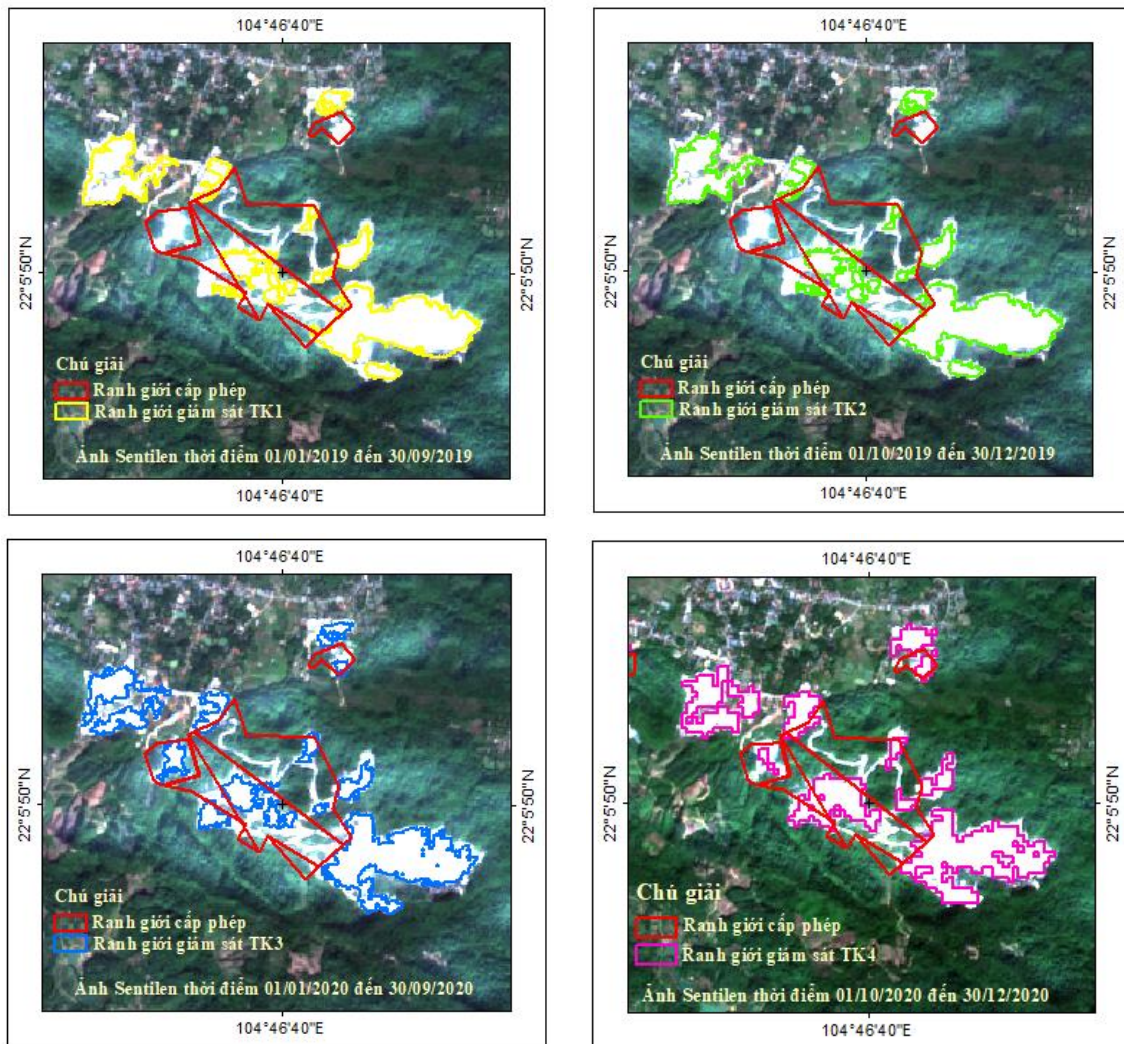 104°46'40"E
22°5'50"N
22°5'50"N
Chú giải
Ranh giới cấp phép
Ranh giới giám sát TK1
Ảnh Sentilen thời điểm 01/01/2019 đến 30/09/2019
104°46'40"E
104°46'40"E
22°5'50"N
22°5'50"N
Chú giải
Ranh giới cấp phép
Ranh giới giám sát TK2
Ảnh Sentilen thời điểm 01/10/2019 đến 30/12/2019
104°46'40"E
104°46'40"E
22°5'50"N
22°5'50"N
Chú giải
Ranh giới cấp phép
Ranh giới giám sát TK3
Ảnh Sentilen thời điểm 01/01/2020 đến 30/09/2020
104°46'40"E
104°46'40"E
22°5'50"N
22°5'50"N
Chú giải
Ranh giới cấp phép
Ranh giới giám sát TK4
Ảnh Sentilen thời điểm 01/10/2020 đến 30/12/2020
104°46'40"E